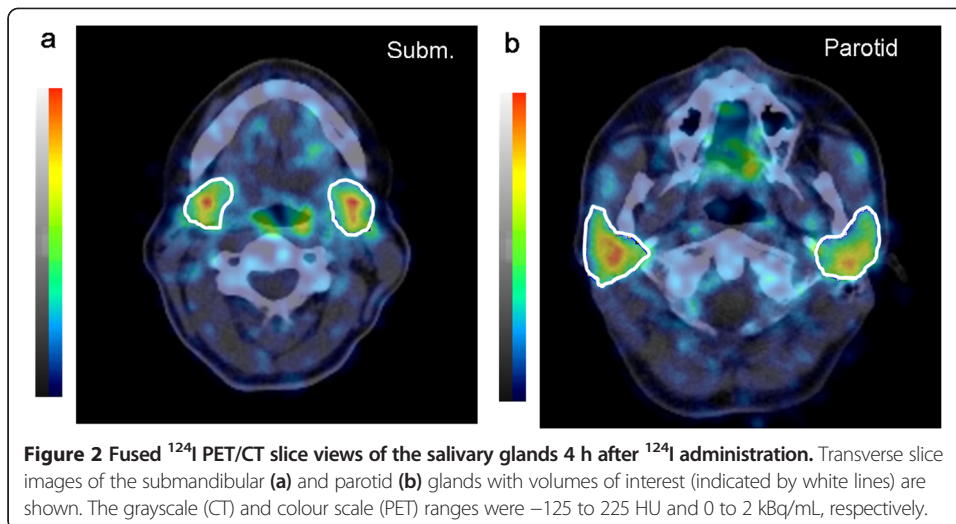 a
Subm.
b
Parotid
Figure 2 Fused ¹²⁴I PET/CT slice views of the salivary glands 4 h after ¹²⁴I administration. Transverse slice
images of the submandibular (a) and parotid (b) glands with volumes of interest (indicated by white lines) are
shown. The grayscale (CT) and colour scale (PET) ranges were −125 to 225 HU and 0 to 2 kBq/mL, respectively.